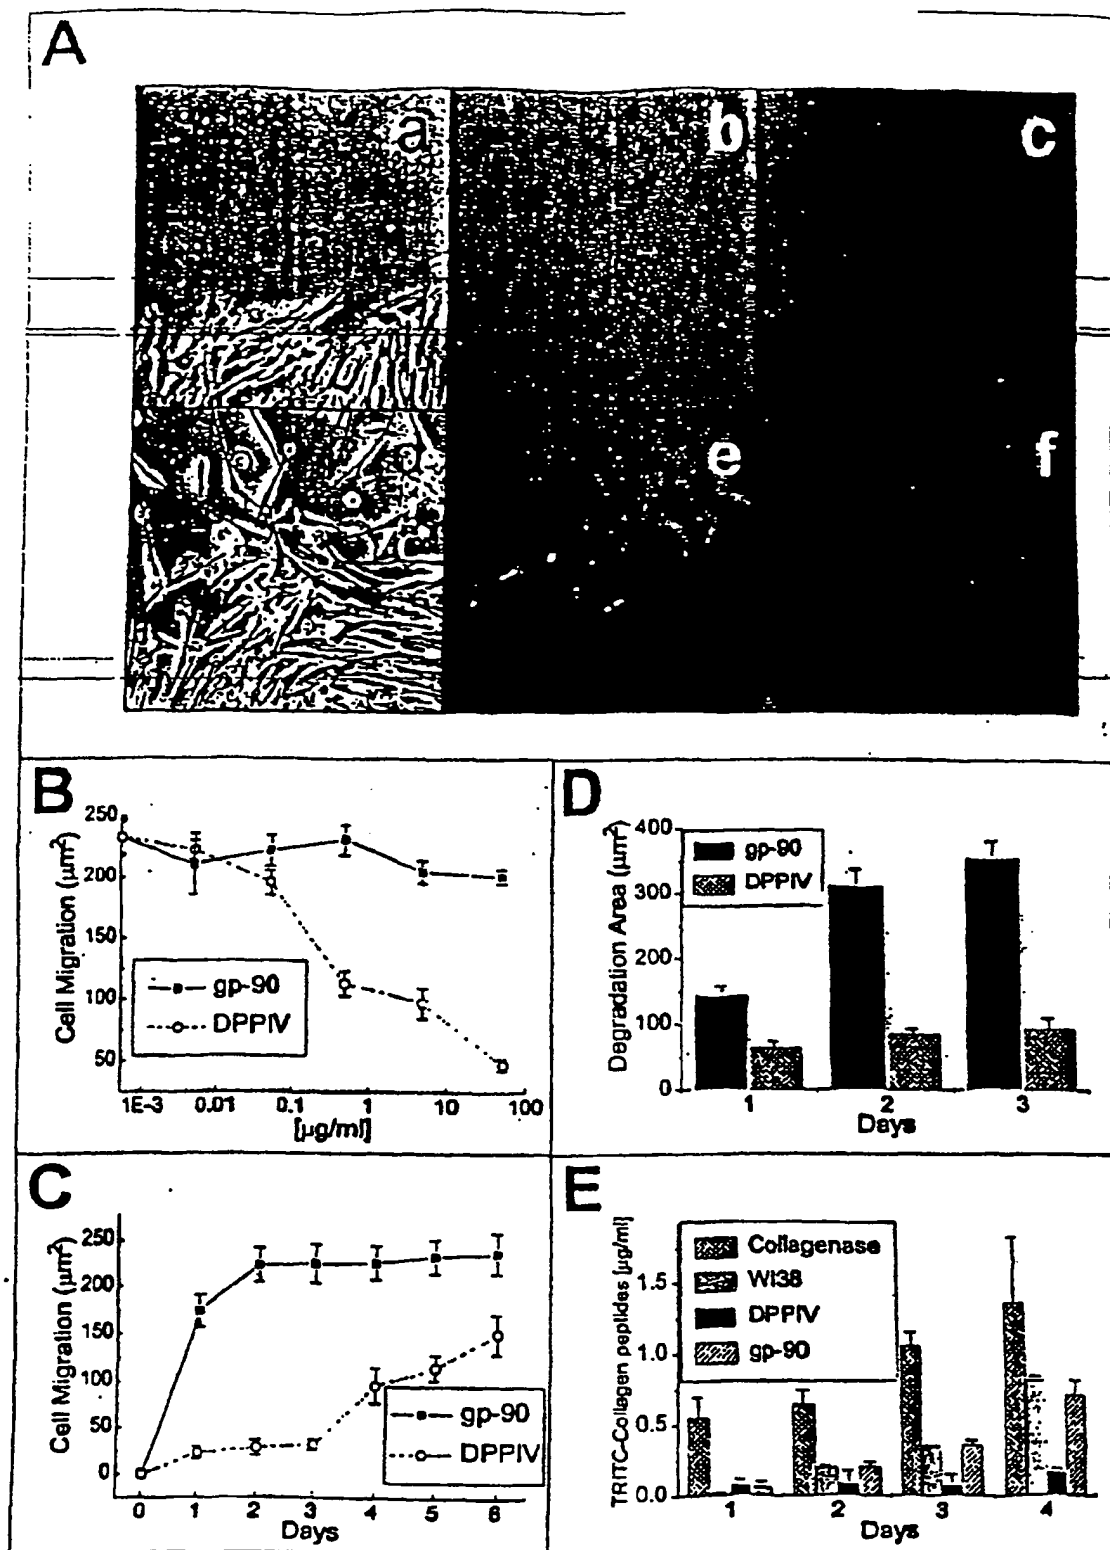 A
a
b
c
e
f
B
Cell Migration (µm²)
250
200
150
100
50
gp-90
DPPIV
1E-3
0.01
0.1
1
10
100
[µg/ml]
D
Degradation Area (µm²)
400
300
200
100
0
gp-90
DPPIV
1
2
3
Days
C
Cell Migration (µm²)
250
200
150
100
50
0
gp-90
DPPIV
0
1
2
3
4
5
6
Days
E
TRITC-Collagen peptides [µg/ml]
1.5
1.0
0.5
0.0
Collagenase
WI38
DPPIV
gp-90
1
2
3
4
Days